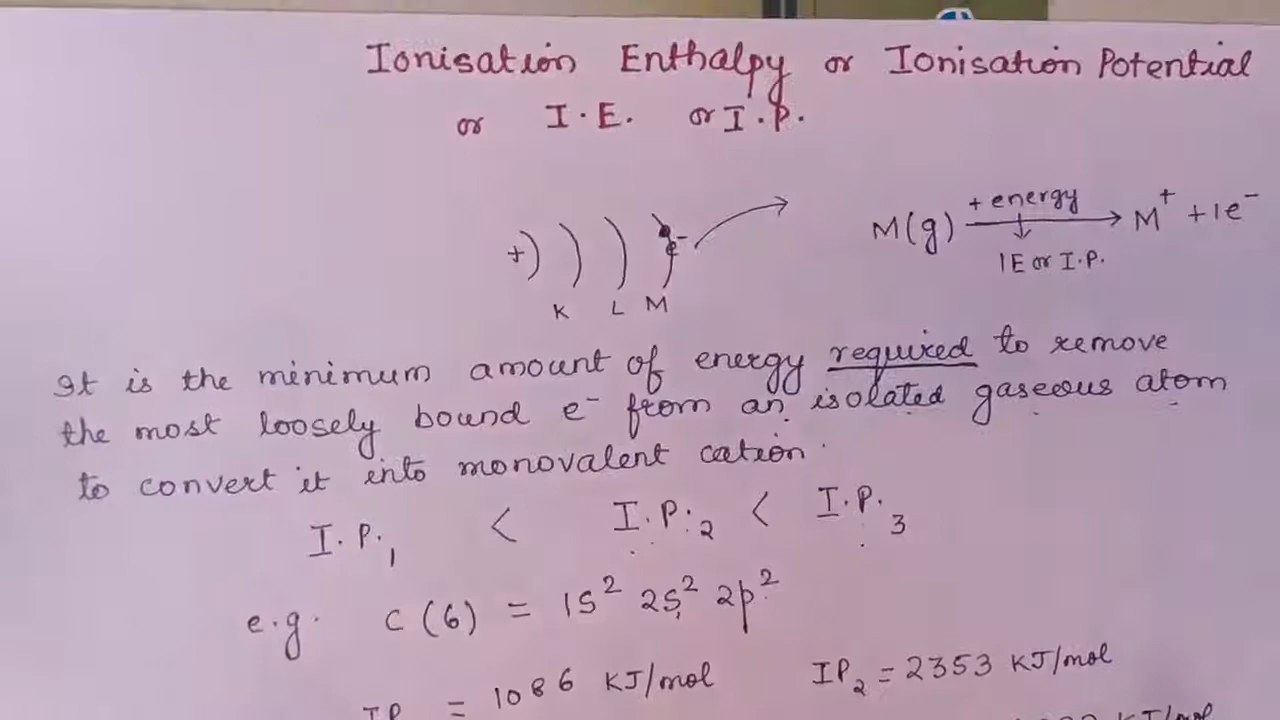 Ionisation Enthalpy or Ionisation Potential
or I.E. or I.P.
+) e-
K L M
M(g) + energy → M⁺ + 1e⁻
↓
IE or I.P.
It is the minimum amount of energy required to remove
the most loosely bound e⁻ from an isolated gaseous atom
to convert it into monovalent cation.
I.P.₁ < I.P.₂ < I.P.₃
e.g. C (6) = 1S² 2S² 2p²
IP = 1086 KJ/mol IP₂ = 2353 KJ/mol
KJ/mol